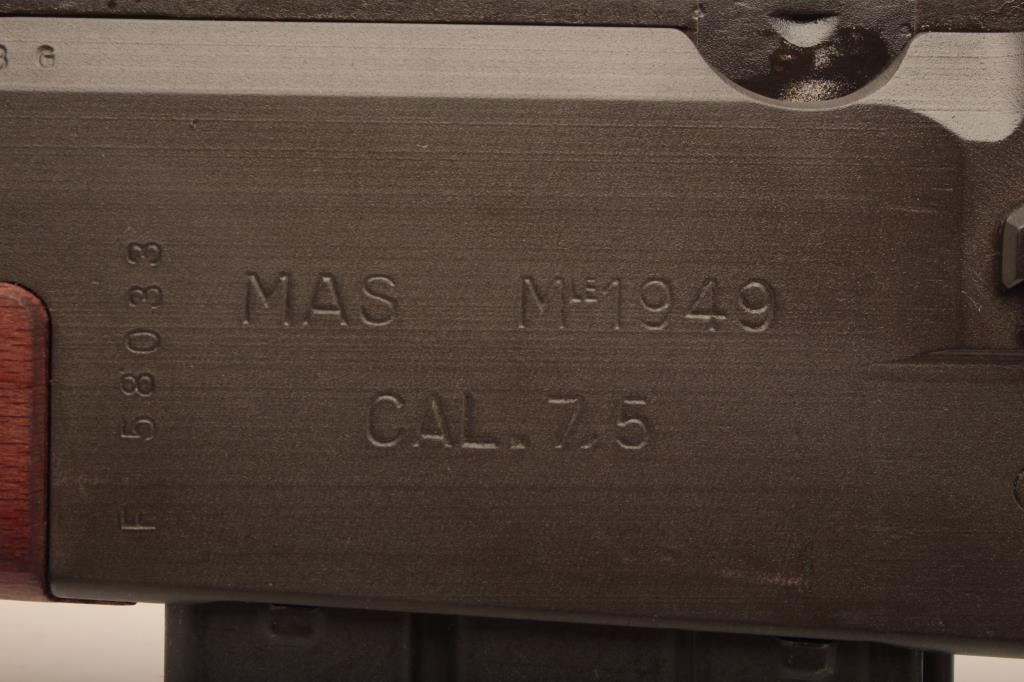 G
MAS MLE1949
CAL. 7,5
F 58033